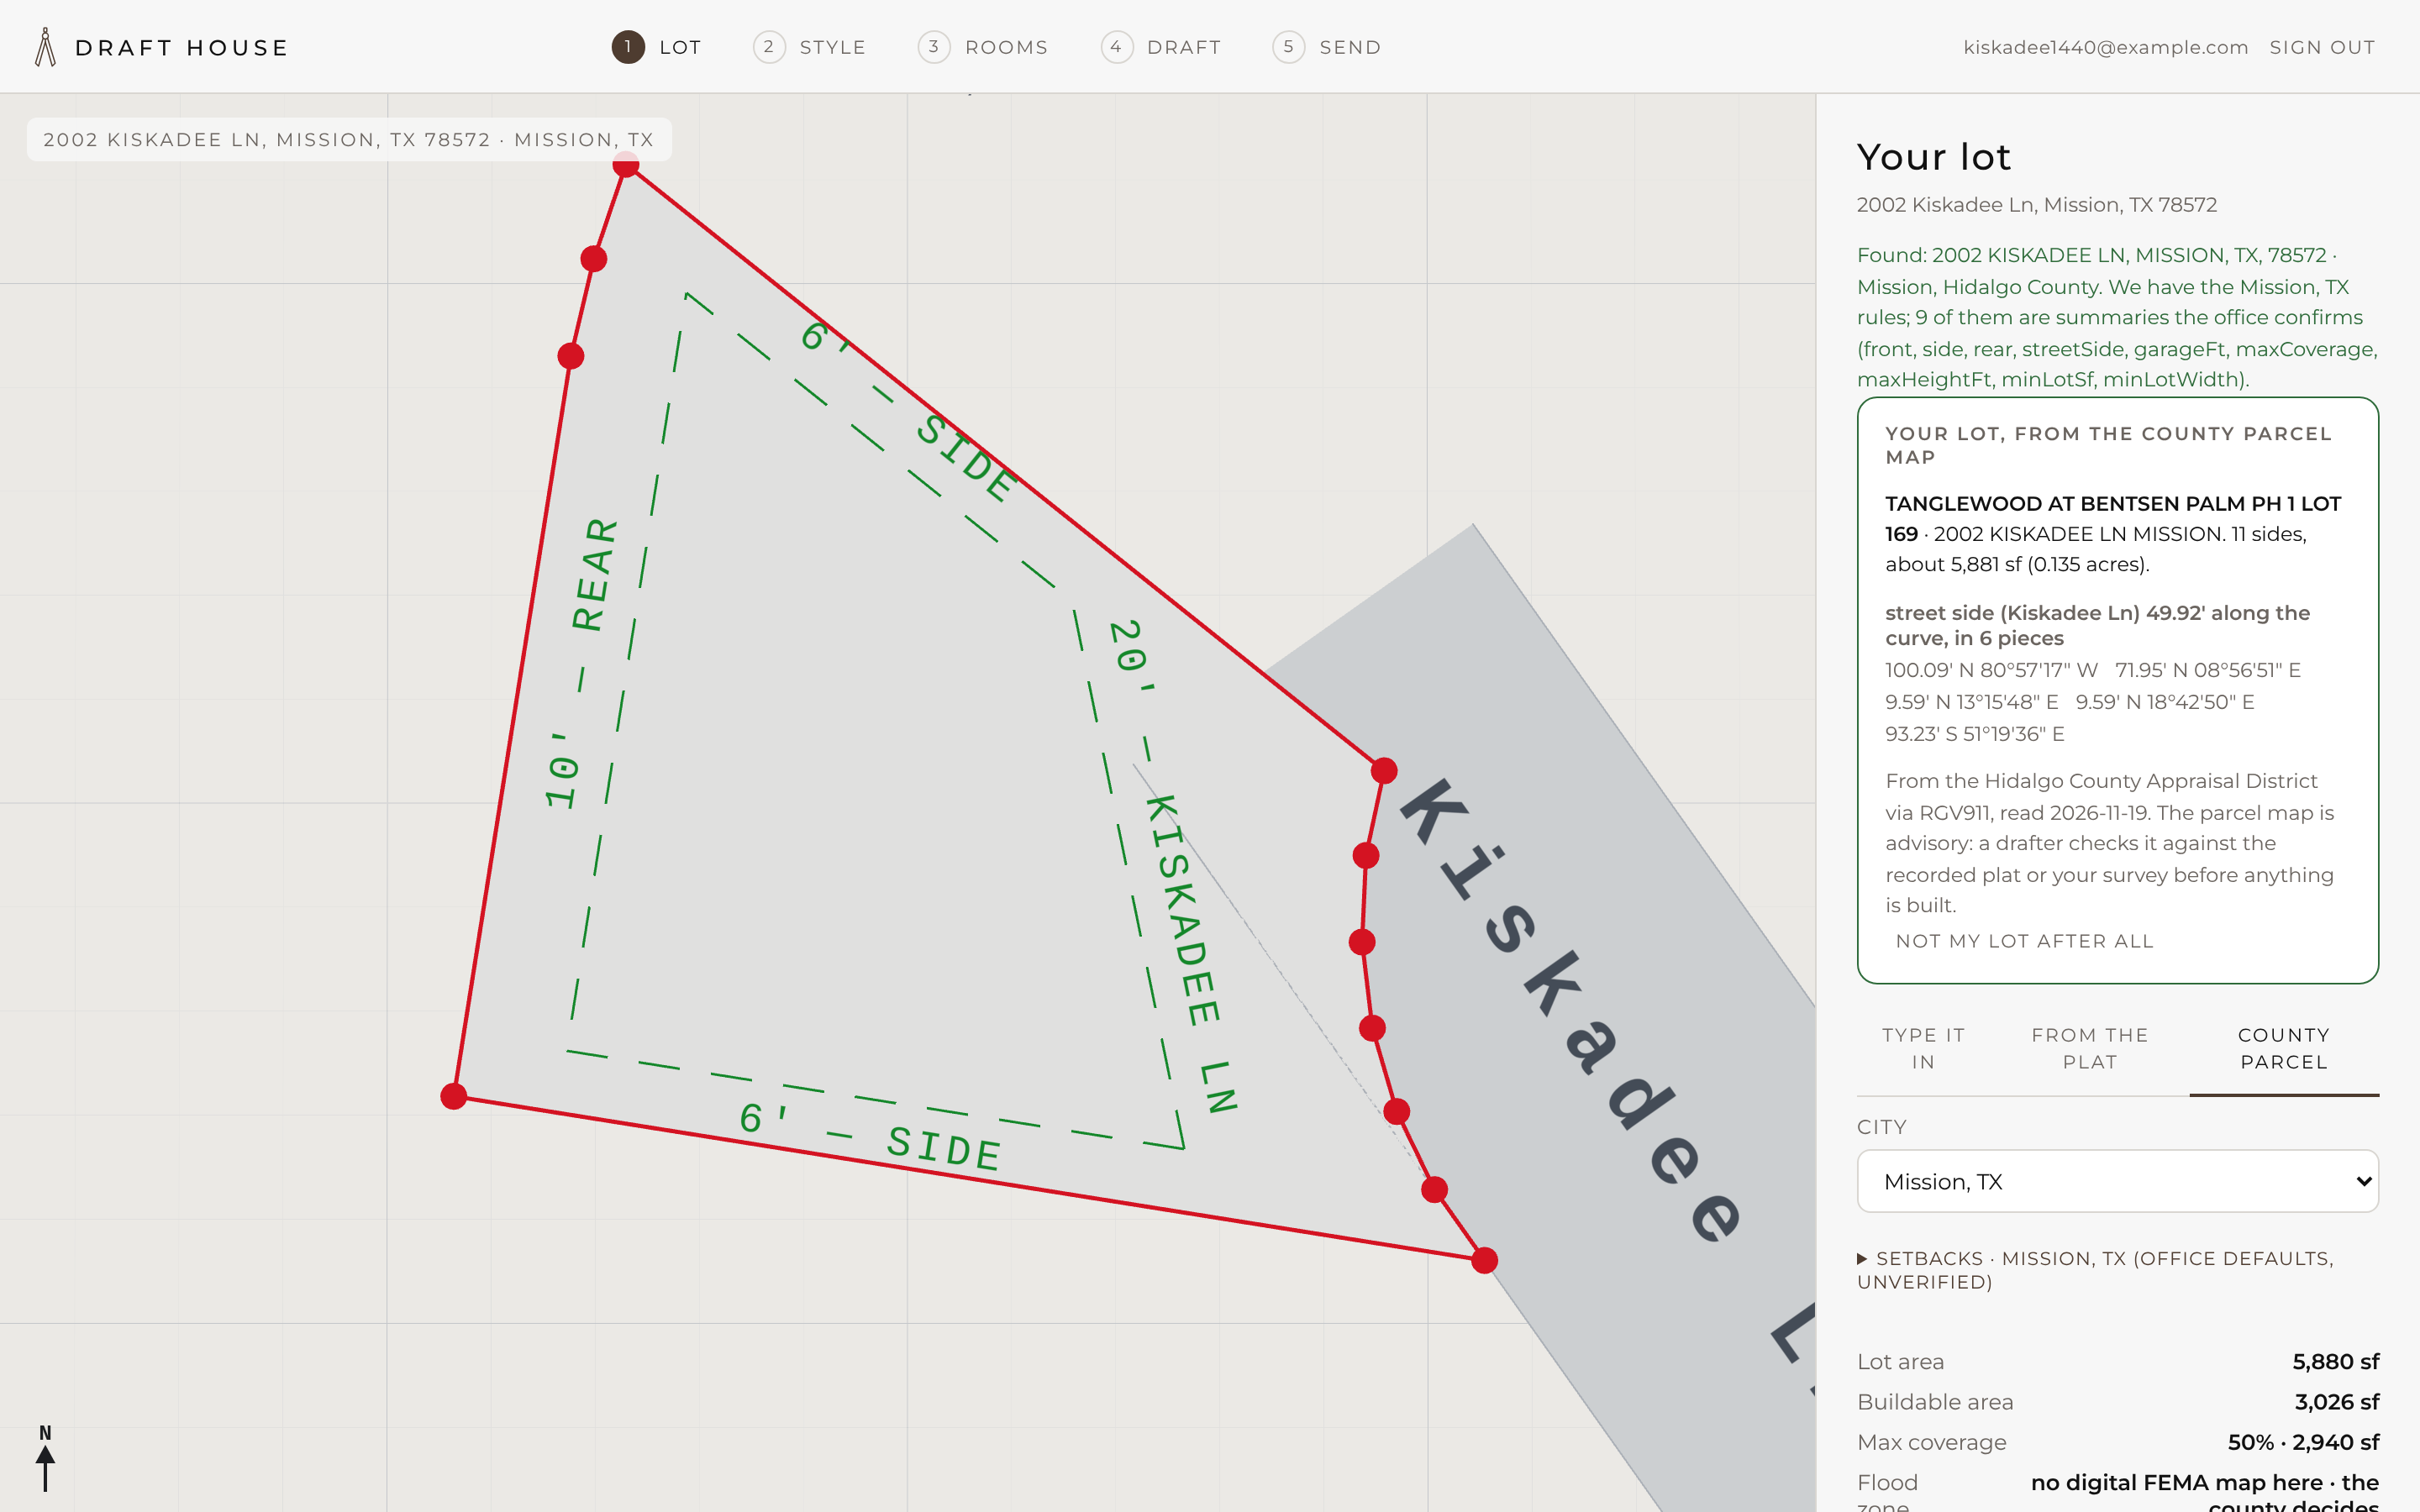 DRAFT HOUSE
1 LOT
2 STYLE
3 ROOMS
4 DRAFT
5 SEND
kiskadee1440@example.com SIGN OUT
2002 KISKADEE LN, MISSION, TX 78572 · MISSION, TX
6' – SIDE
10' – REAR
20' – KISKADEE LN
6' – SIDE
Kiskadee L
N
Your lot
2002 Kiskadee Ln, Mission, TX 78572
Found: 2002 KISKADEE LN, MISSION, TX, 78572 ·
Mission, Hidalgo County. We have the Mission, TX
rules; 9 of them are summaries the office confirms
(front, side, rear, streetSide, garageFt, maxCoverage,
maxHeightFt, minLotSf, minLotWidth).
YOUR LOT, FROM THE COUNTY PARCEL
MAP
TANGLEWOOD AT BENTSEN PALM PH 1 LOT
169 · 2002 KISKADEE LN MISSION. 11 sides,
about 5,881 sf (0.135 acres).
street side (Kiskadee Ln) 49.92' along the
curve, in 6 pieces
100.09' N 80°57'17" W 71.95' N 08°56'51" E
9.59' N 13°15'48" E 9.59' N 18°42'50" E
93.23' S 51°19'36" E
From the Hidalgo County Appraisal District
via RGV911, read 2026-11-19. The parcel map is
advisory: a drafter checks it against the
recorded plat or your survey before anything
is built.
NOT MY LOT AFTER ALL
TYPE IT
IN
FROM THE
PLAT
COUNTY
PARCEL
CITY
Mission, TX
SETBACKS · MISSION, TX (OFFICE DEFAULTS,
UNVERIFIED)
Lot area 5,880 sf
Buildable area 3,026 sf
Max coverage 50% · 2,940 sf
Flood
zone
no digital FEMA map here · the
county decides